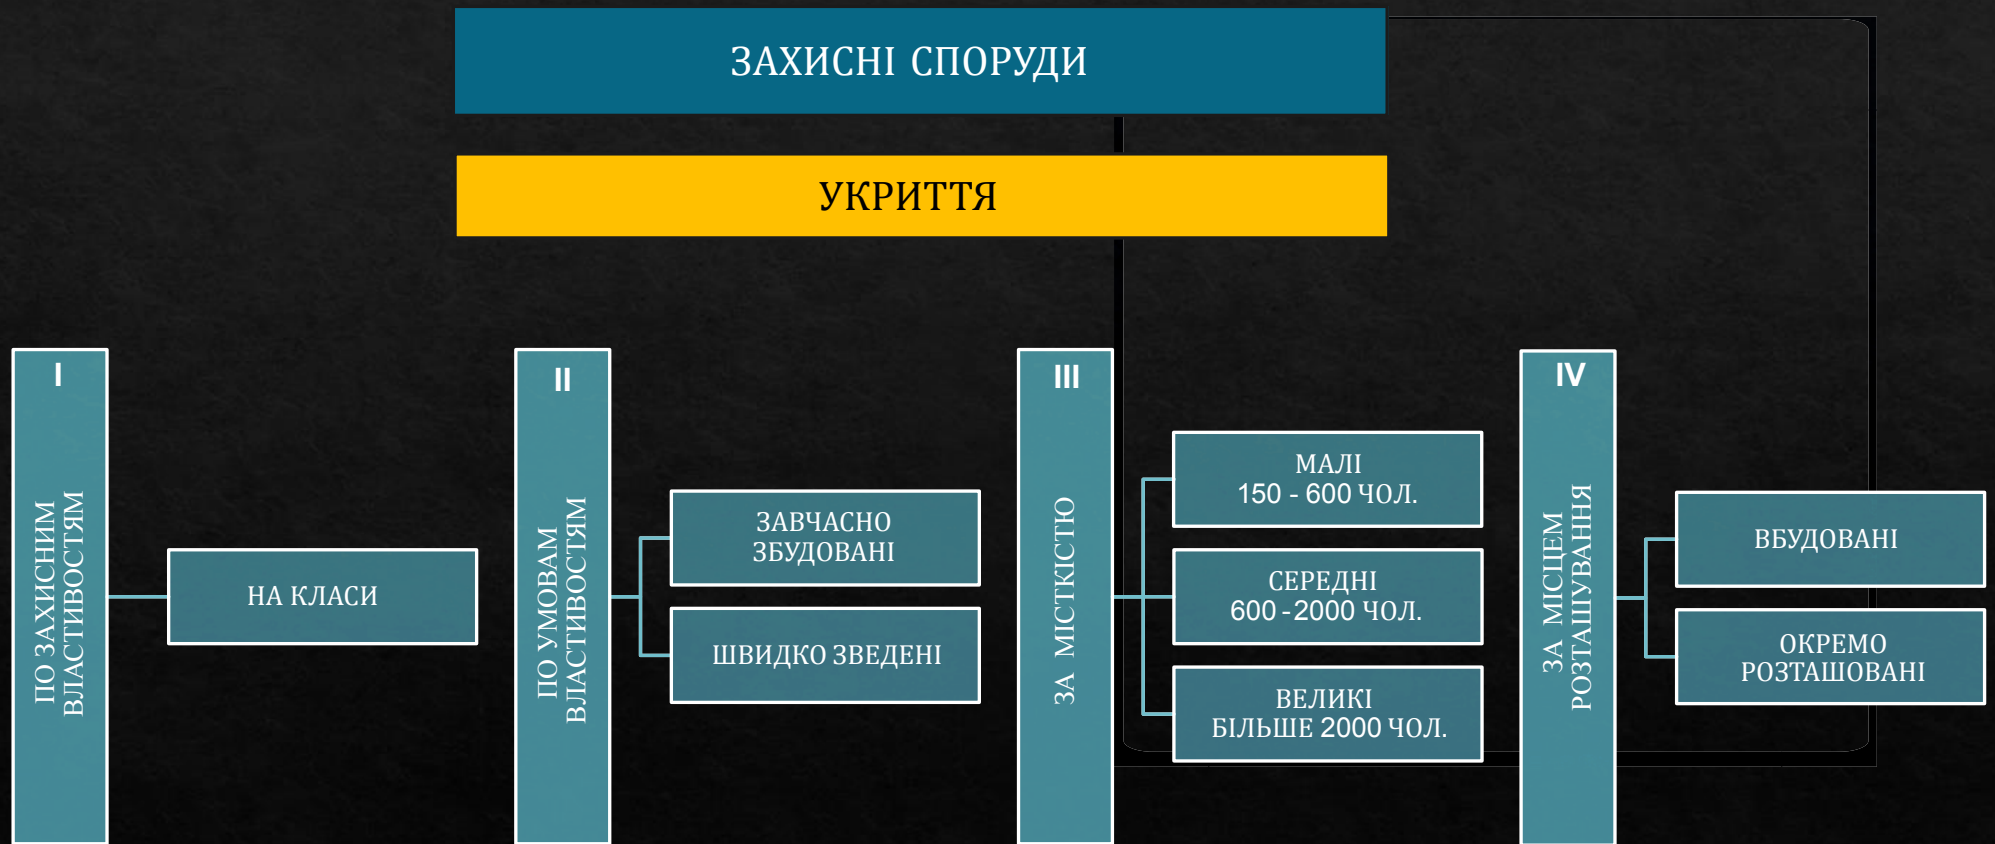 ЗАХИСНІ СПОРУДИ
УКРИТТЯ
I
ПО ЗАХИСНИМ
ВЛАСТИВОСТЯМ
НА КЛАСИ
II
ПО УМОВАМ
ВЛАСТИВОСТЯМ
ЗАВЧАСНО
ЗБУДОВАНІ
ШВИДКО ЗВЕДЕНІ
III
ЗА МІСТКІСТЮ
МАЛІ
150 - 600 ЧОЛ.
СЕРЕДНІ
600 - 2000 ЧОЛ.
ВЕЛИКІ
БІЛЬШЕ 2000 ЧОЛ.
IV
ЗА МІСЦЕМ
РОЗТАШУВАННЯ
ВБУДОВАНІ
ОКРЕМО
РОЗТАШОВАНІ